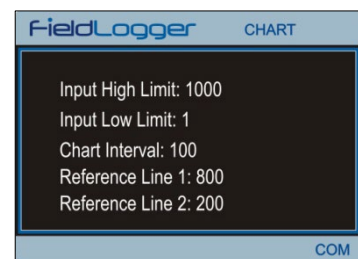 FieldLogger CHART
Input High Limit: 1000
Input Low Limit: 1
Chart Interval: 100
Reference Line 1: 800
Reference Line 2: 200
COM